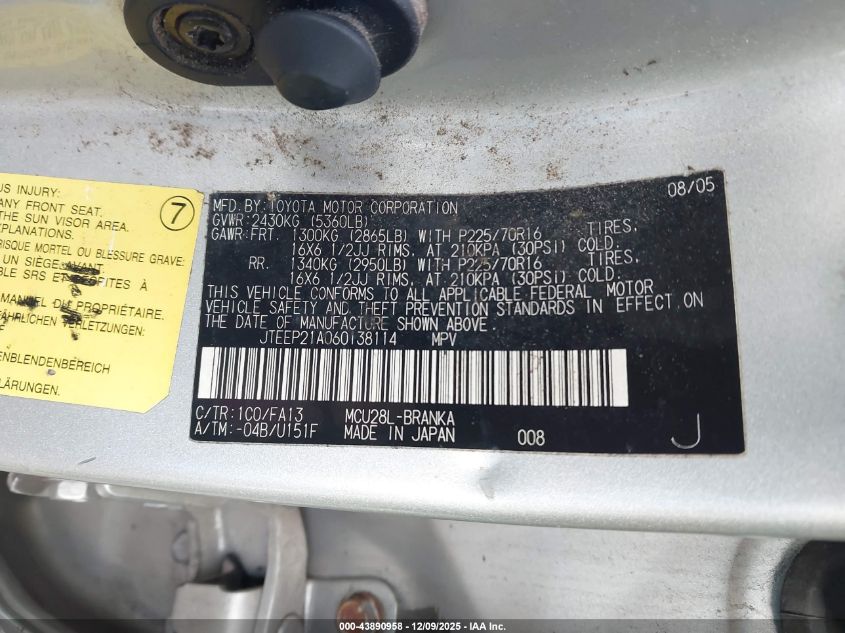 US INJURY:
ANY FRONT SEAT.
THE SUN VISOR AREA.
EXPLANATIONS.
7
RISQUE MORTEL OU BLESSURE GRAVE:
UN SIÈGE
BLE SRS ET À
MANUEL DU PROPRIÉTAIRE.
ÄHRLICHEN VERLETZUNGEN:
ENBLENDENBEREICH
LÄRUNGEN.
08/05
MFD. BY: TOYOTA MOTOR CORPORATION
GVWR: 2430KG (5360LB)
GAWR: FRT. 1300KG (2865LB) WITH P225/70R16 TIRES,
16X6 1/2JJ RIMS, AT 210KPA (30PSI) COLD.
RR. 1340KG (2950LB) WITH P225/70R16 TIRES,
16X6 1/2JJ RIMS, AT 210KPA (30PSI) COLD.
THIS VEHICLE CONFORMS TO ALL APPLICABLE FEDERAL MOTOR
VEHICLE SAFETY AND THEFT PREVENTION STANDARDS IN EFFECT ON
THE DATE OF MANUFACTURE SHOWN ABOVE.
JTEEP21A060138114 MPV
C/TR: 1C0/FA13 MCU28L-BRANKA
A/TM: -04B/U151F MADE IN JAPAN 008 J
000-43890958 - 12/09/2025 - IAA Inc.